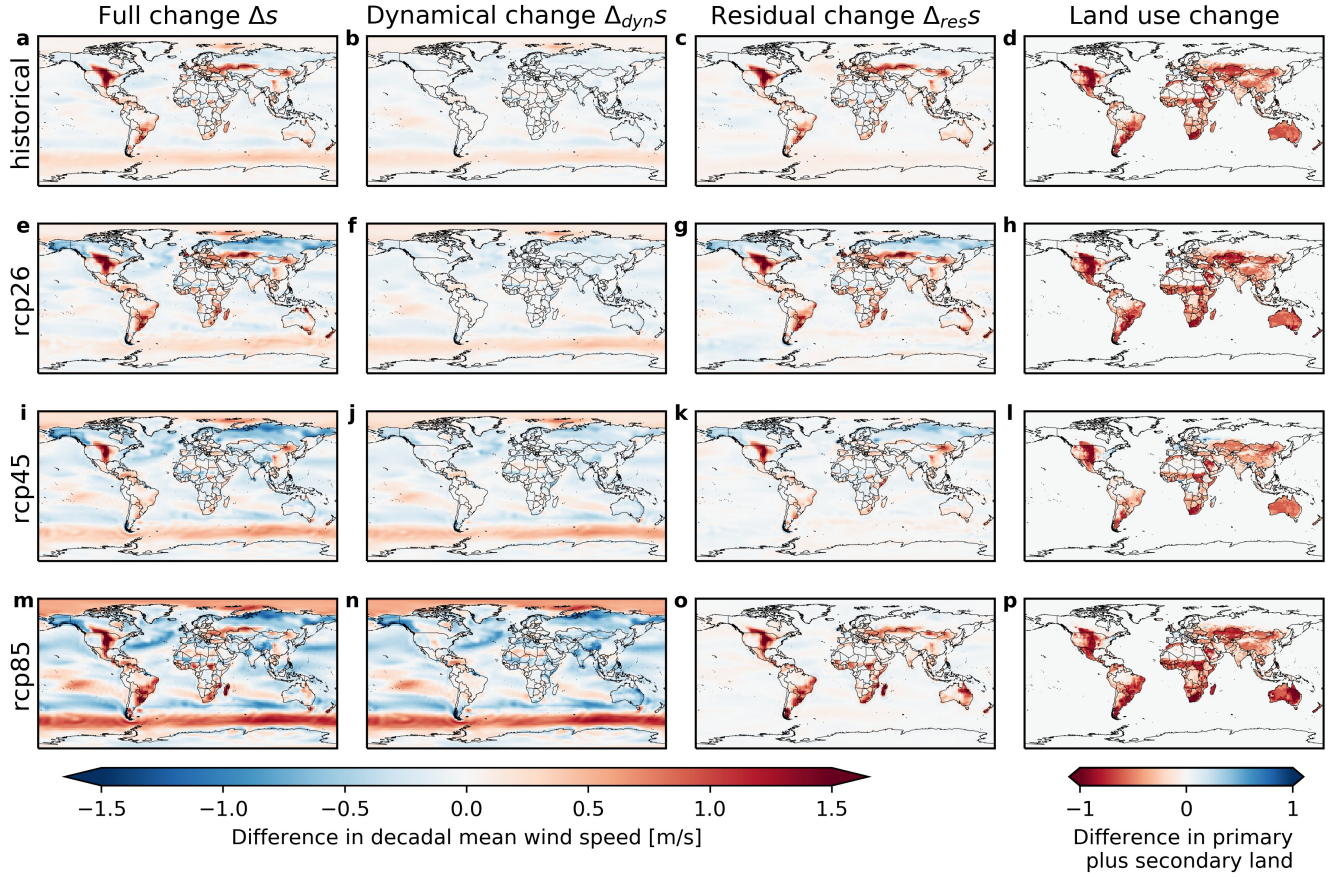 Full change Δs
Dynamical change Δdyns
Residual change Δress
Land use change
a
b
c
d
historical
e
f
g
h
rcp26
i
j
k
l
rcp45
m
n
o
p
rcp85
−1.5 −1.0 −0.5 0.0 0.5 1.0 1.5
Difference in decadal mean wind speed [m/s]
−1 0 1
Difference in primary
plus secondary land